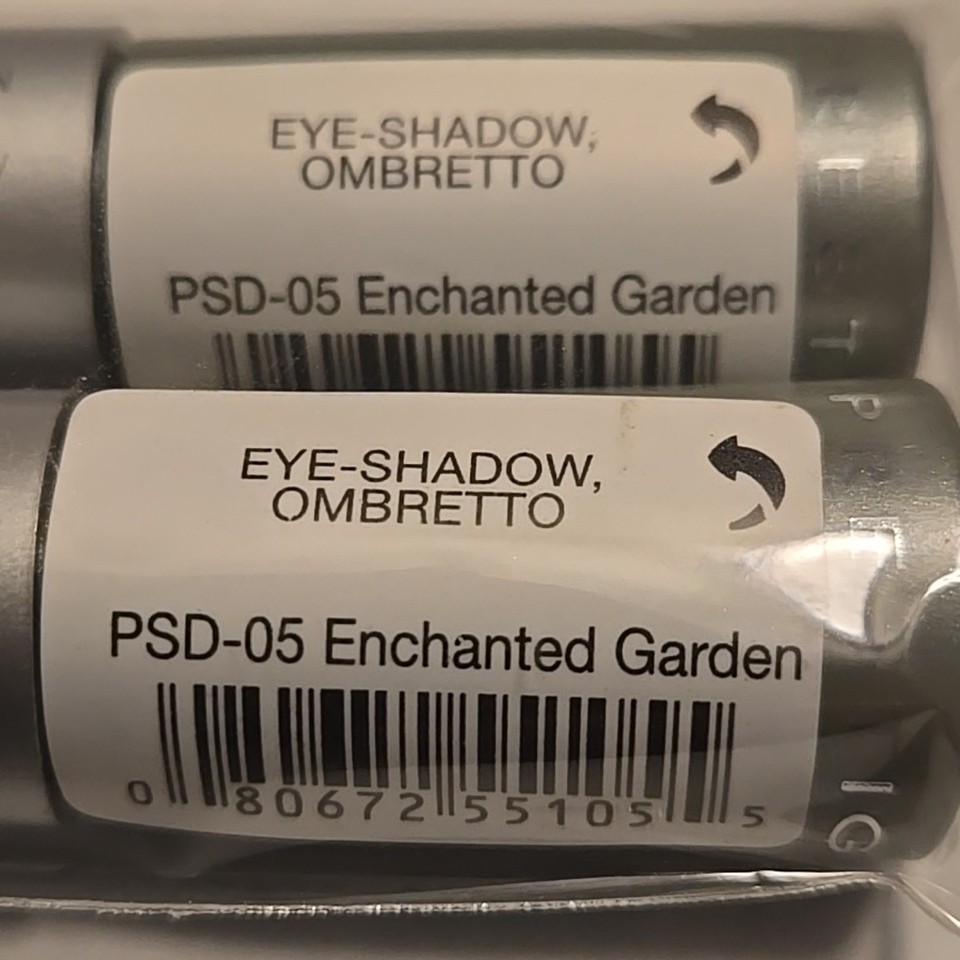 EYE-SHADOW,
OMBRETTO
PSD-05 Enchanted Garden
EYE-SHADOW,
OMBRETTO
PSD-05 Enchanted Garden
0 80672 55105 5